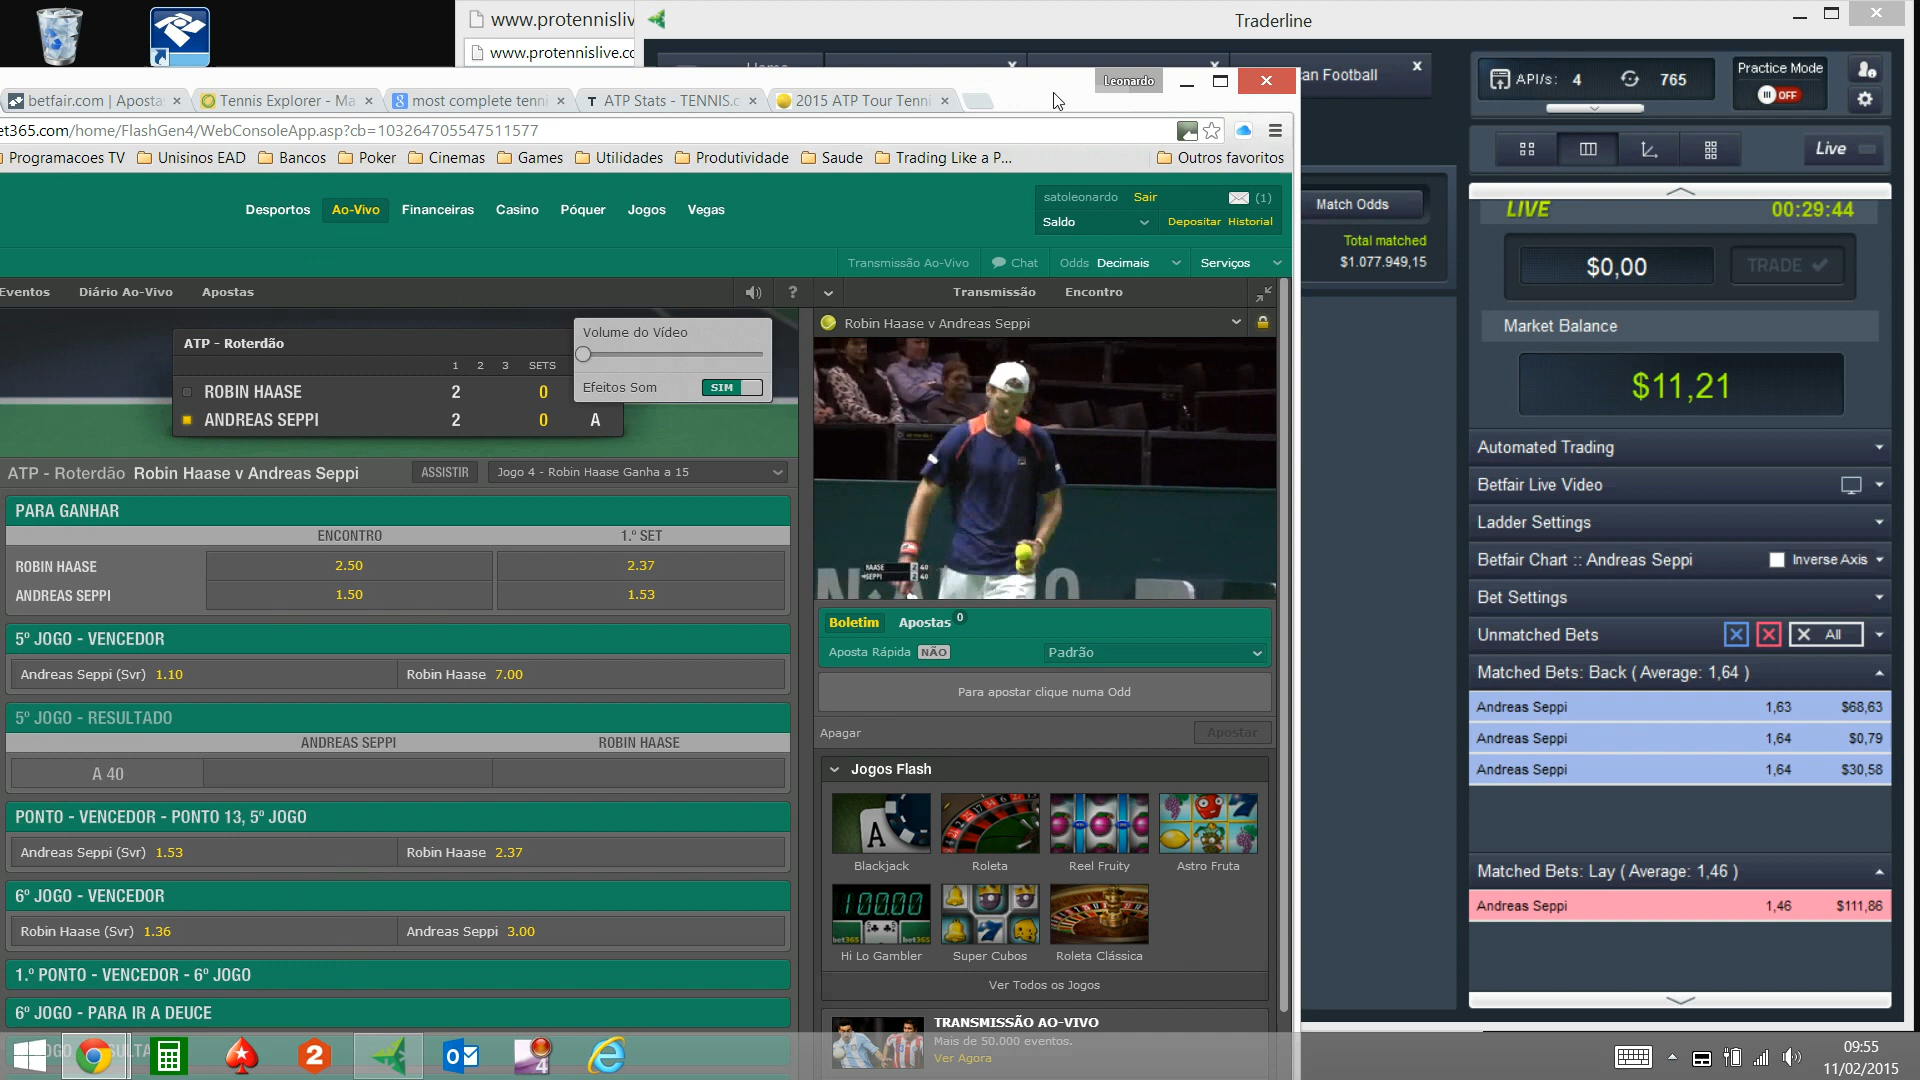 www.protennisliv
www.protennislive.co
Traderline
Leonardo
betfair.com | Aposta
Tennis Explorer - Ma
most complete tenni
ATP Stats - TENNIS.c
2015 ATP Tour Tenni
an Football
et365.com/home/FlashGen4/WebConsoleApp.asp?cb=103264705547511577
Programacoes TV
Unisinos EAD
Bancos
Poker
Cinemas
Games
Utilidades
Produtividade
Saude
Trading Like a P...
Outros favoritos
Desportos
Ao-Vivo
Financeiras
Casino
Póquer
Jogos
Vegas
satoleonardo
Sair
(1)
Saldo
Depositar
Historial
Transmissão Ao-Vivo
Chat
Odds Decimais
Serviços
Eventos
Diário Ao-Vivo
Apostas
?
Transmissão
Encontro
ATP - Roterdão
1 2 3 SETS
ROBIN HAASE 2 0
ANDREAS SEPPI 2 0 A
Volume do Vídeo
Efeitos Som SIM
Robin Haase v Andreas Seppi
HAASE 2 40
SEPPI 2 40
ATP - Roterdão Robin Haase v Andreas Seppi
ASSISTIR
Jogo 4 - Robin Haase Ganha a 15
PARA GANHAR
ENCONTRO 1.º SET
ROBIN HAASE 2.50 2.37
ANDREAS SEPPI 1.50 1.53
5º JOGO - VENCEDOR
Andreas Seppi (Svr) 1.10 Robin Haase 7.00
5º JOGO - RESULTADO
ANDREAS SEPPI ROBIN HAASE
A 40
PONTO - VENCEDOR - PONTO 13, 5º JOGO
Andreas Seppi (Svr) 1.53 Robin Haase 2.37
6º JOGO - VENCEDOR
Robin Haase (Svr) 1.36 Andreas Seppi 3.00
1.º PONTO - VENCEDOR - 6º JOGO
6º JOGO - PARA IR A DEUCE
Boletim
Apostas 0
Aposta Rápida NÃO
Padrão
Para apostar clique numa Odd
Apagar
Apostar
Jogos Flash
Blackjack
Roleta
Reel Fruity
Astro Fruta
Hi Lo Gambler
Super Cubos
Roleta Clássica
Ver Todos os Jogos
TRANSMISSÃO AO-VIVO
Mais de 50.000 eventos.
Ver Agora
API/s: 4 765
Practice Mode
OFF
Live
Match Odds
Total matched
$1.077.949,15
LIVE 00:29:44
$0,00
TRADE
Market Balance
$11,21
Automated Trading
Betfair Live Video
Ladder Settings
Betfair Chart :: Andreas Seppi
Inverse Axis
Bet Settings
Unmatched Bets
All
Matched Bets: Back ( Average: 1,64 )
Andreas Seppi 1,63 $68,63
Andreas Seppi 1,64 $0,79
Andreas Seppi 1,64 $30,58
Matched Bets: Lay ( Average: 1,46 )
Andreas Seppi 1,46 $111,86
09:55
11/02/2015